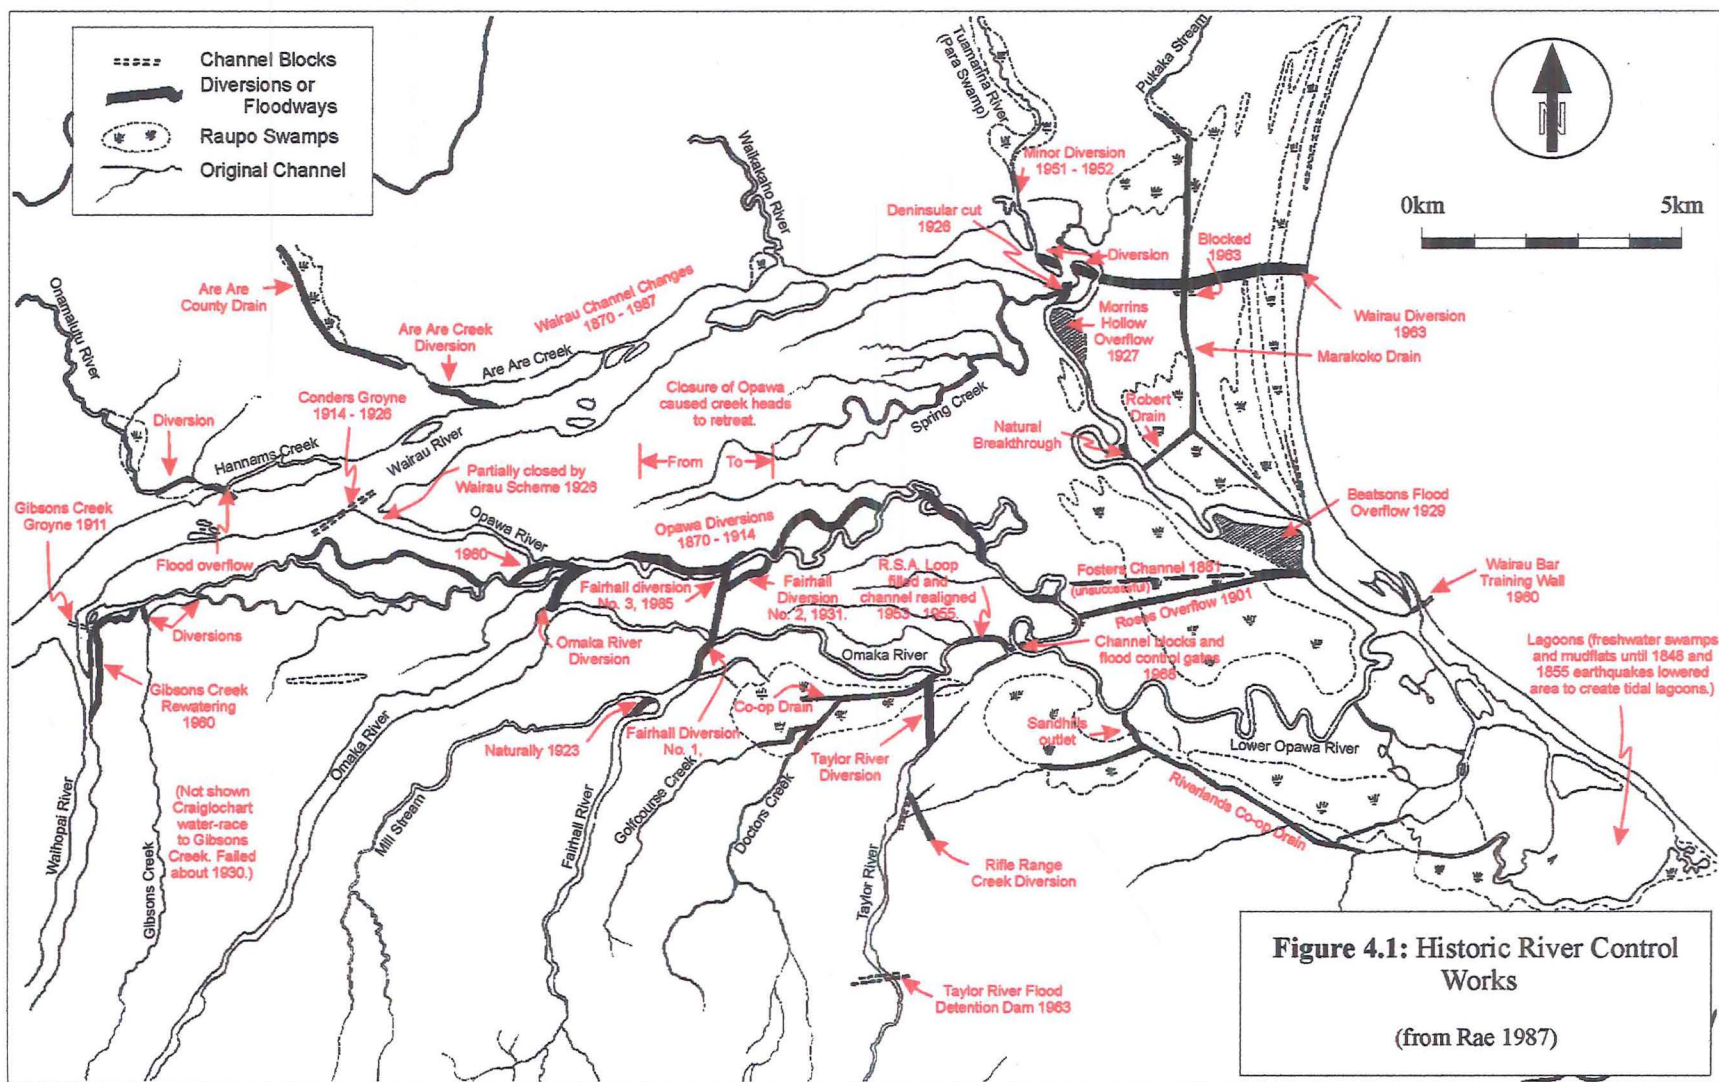 Channel Blocks
Diversions or
Floodways
Raupo Swamps
Original Channel
Tuamarina River
(Para Swamp)
Pukaka Stream
N
0km 5km
Minor Diversion
1951 - 1952
Waikakaho River
Deninsular cut
1926
Diversion
Blocked
1963
Onamalutu River
Are Are
County Drain
Wairau Channel Changes
1870 - 1987
Are Are Creek
Diversion
Are Are Creek
Morrins
Hollow
Overflow
1927
Wairau Diversion
1963
Marakoko Drain
Conders Groyne
1914 - 1926
Closure of Opawa
caused creek heads
to retreat.
From To
Spring Creek
Robert
Drain
Natural
Breakthrough
Diversion
Hannams Creek
Wairau River
Partially closed by
Wairau Scheme 1926
Gibsons Creek
Groyne 1911
Flood overflow
Opawa River
1960
Opawa Diversions
1870 - 1914
Beatsons Flood
Overflow 1929
Fairhall diversion
No. 3, 1985
Fairhall
Diversion
No. 2, 1931.
R.S.A. Loop
filled and
channel realigned
1953 - 1955.
Fosters Channel 1881
(unsuccessful)
Roses Overflow 1901
Wairau Bar
Training Wall
1960
Diversions
Omaka River
Diversion
Omaka River
Channel blocks and
flood control gates
1968
Lagoons (freshwater swamps
and mudflats until 1848 and
1855 earthquakes lowered
area to create tidal lagoons.)
Gibsons Creek
Rewatering
1960
Naturally 1923
Fairhall Diversion
No. 1,
Co-op Drain
Taylor River
Diversion
Sandhills
outlet
Lower Opawa River
Riverlands Co-op Drain
Waihopai River
(Not shown
Craiglochart
water-race
to Gibsons
Creek. Failed
about 1930.)
Gibsons Creek
Omaka River
Mill Stream
Fairhall River
Golfcourse Creek
Doctors Creek
Taylor River
Rifle Range
Creek Diversion
Taylor River Flood
Detention Dam 1963
Figure 4.1: Historic River Control
Works
(from Rae 1987)